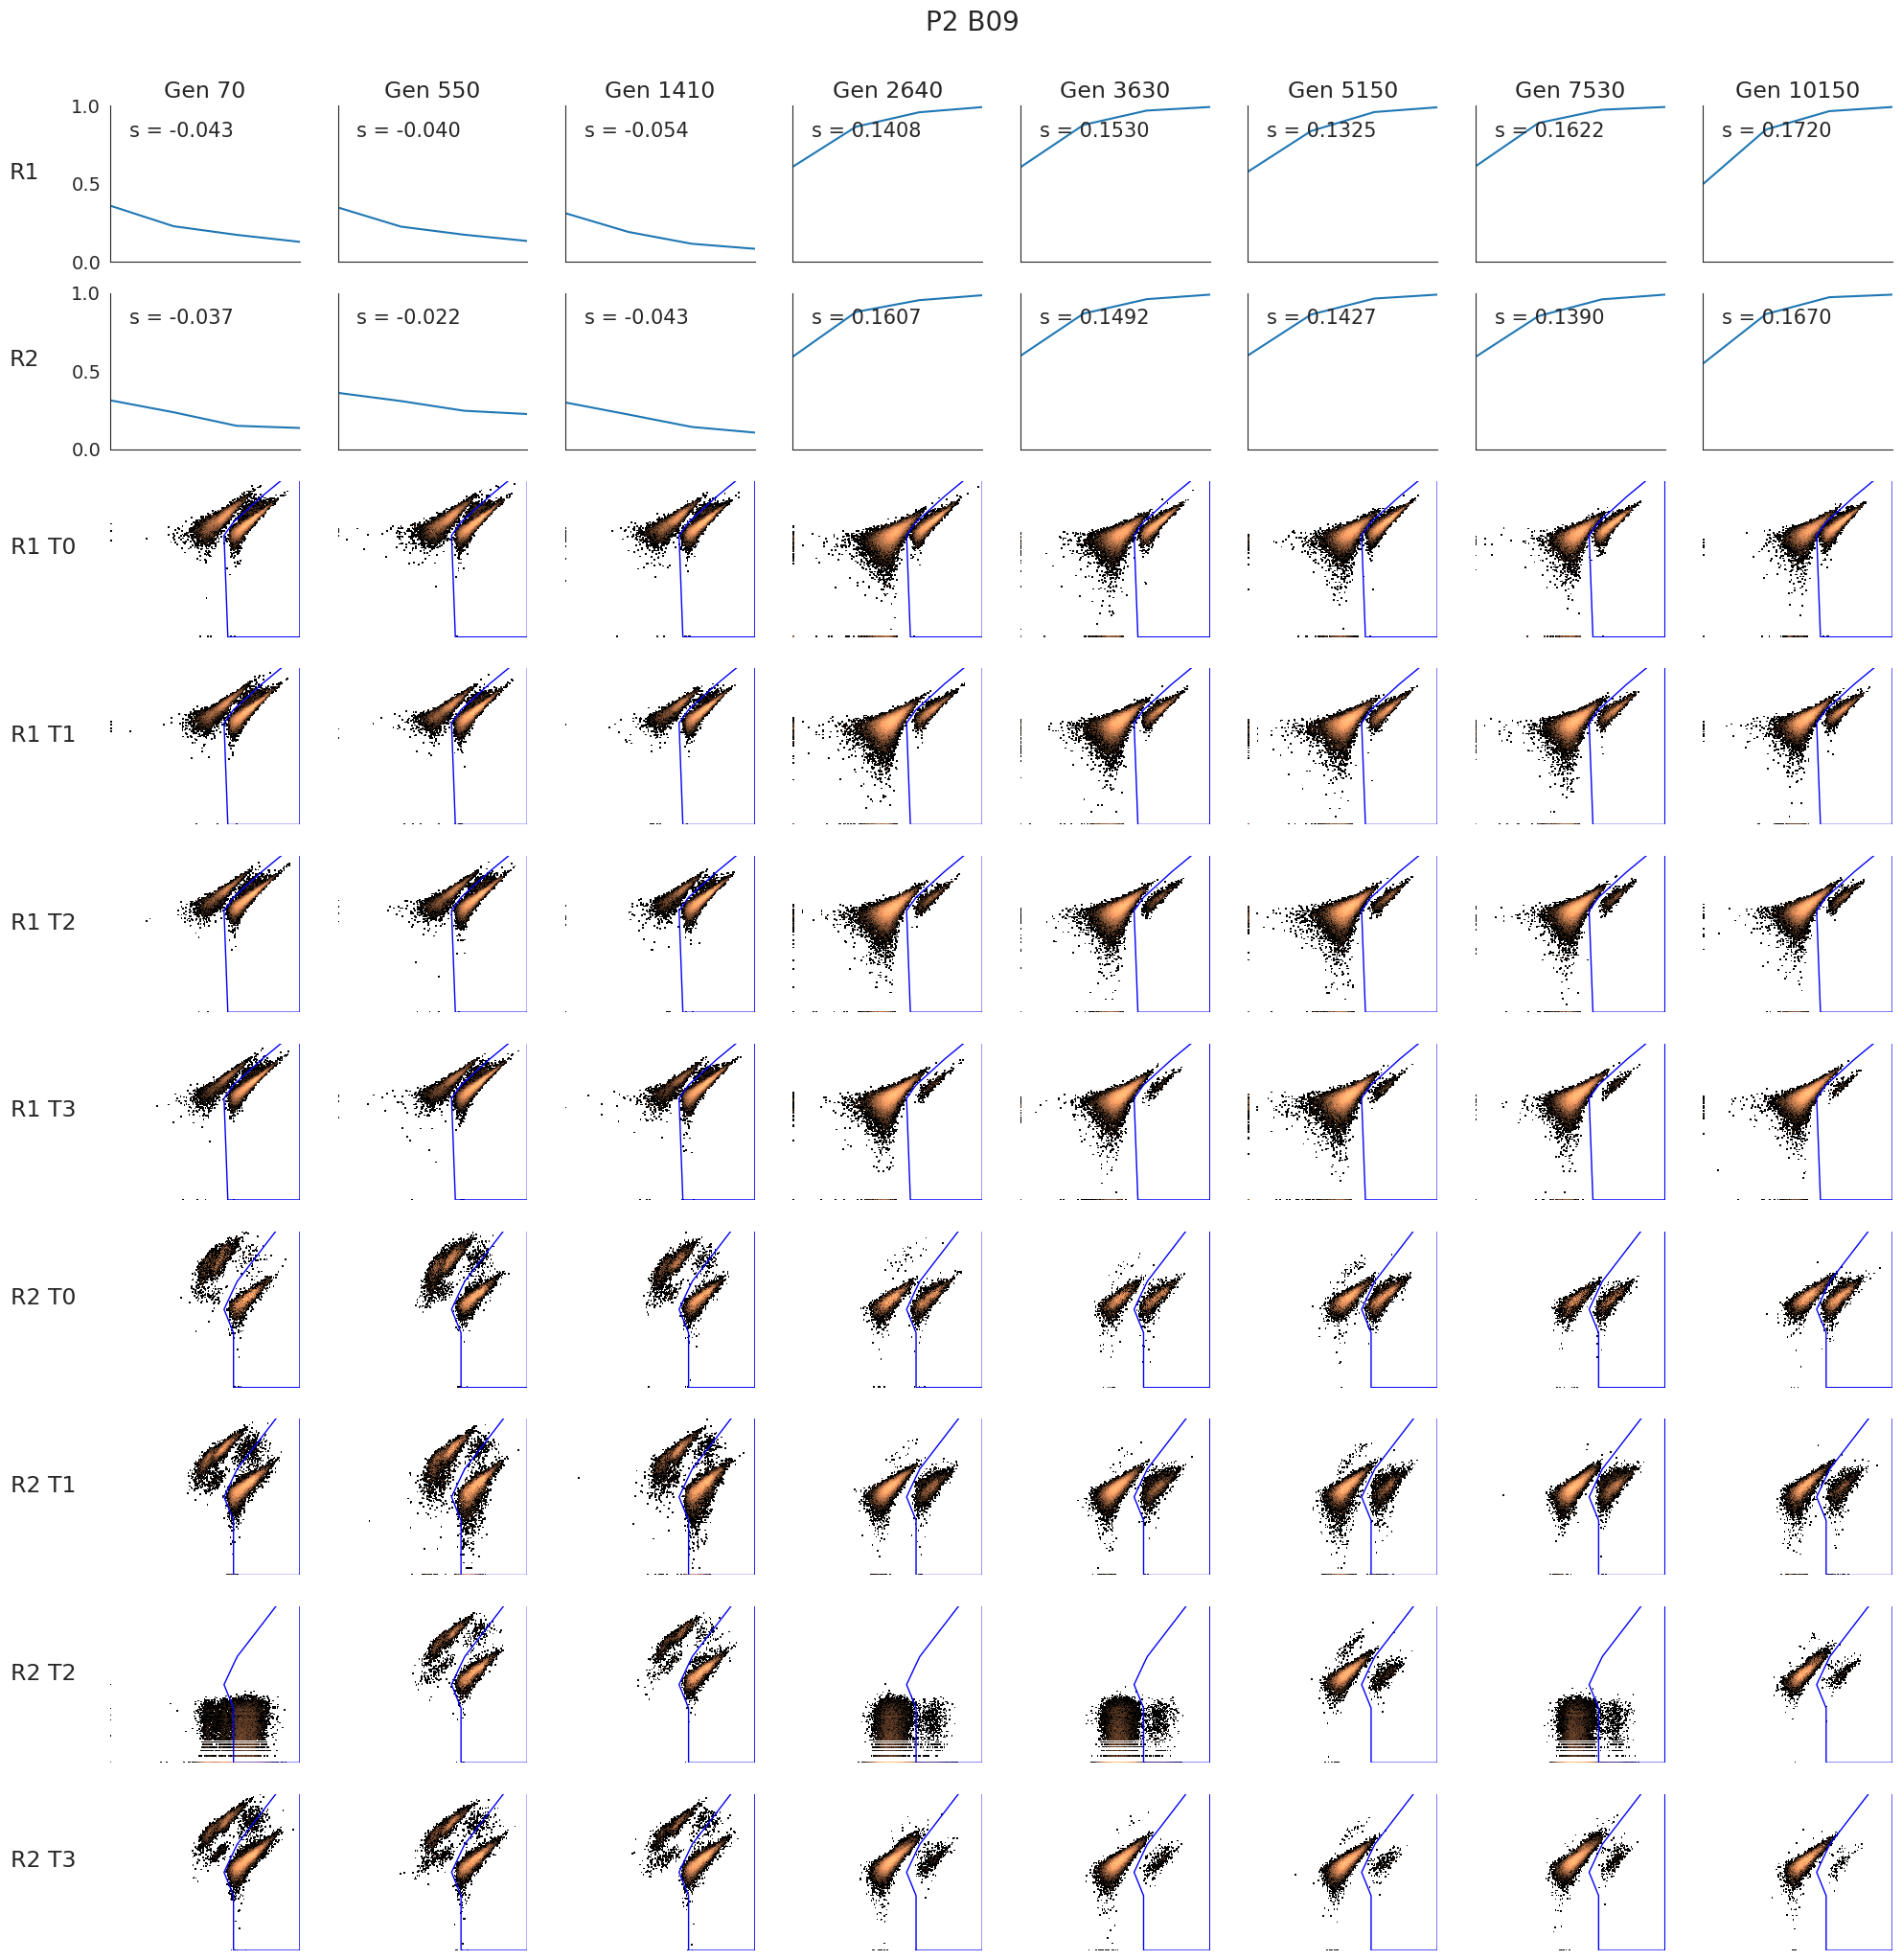 P2 B09
Gen 70 Gen 550 Gen 1410 Gen 2640 Gen 3630 Gen 5150 Gen 7530 Gen 10150
R1 1.0 0.5 0.0 s = -0.043 s = -0.040 s = -0.054 s = 0.1408 s = 0.1530 s = 0.1325 s = 0.1622 s = 0.1720
R2 1.0 0.5 0.0 s = -0.037 s = -0.022 s = -0.043 s = 0.1607 s = 0.1492 s = 0.1427 s = 0.1390 s = 0.1670
R1 T0
R1 T1
R1 T2
R1 T3
R2 T0
R2 T1
R2 T2
R2 T3